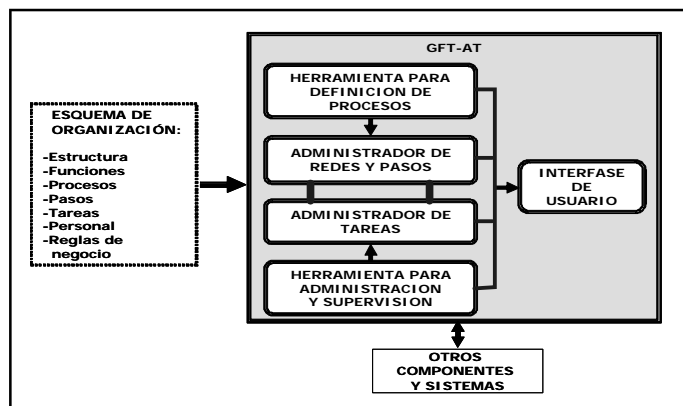 GFT-AT
ESQUEMA DE
ORGANIZACIÓN:
-Estructura
-Funciones
-Procesos
-Pasos
-Tareas
-Personal
-Reglas de
negocio
HERRAMIENTA PARA
DEFINICION DE
PROCESOS
ADMINISTRADOR DE
REDES Y PASOS
ADMINISTRADOR DE
TAREAS
HERRAMIENTA PARA
ADMINISTRACION
Y SUPERVISION
INTERFASE
DE
USUARIO
OTROS
COMPONENTES
Y SISTEMAS